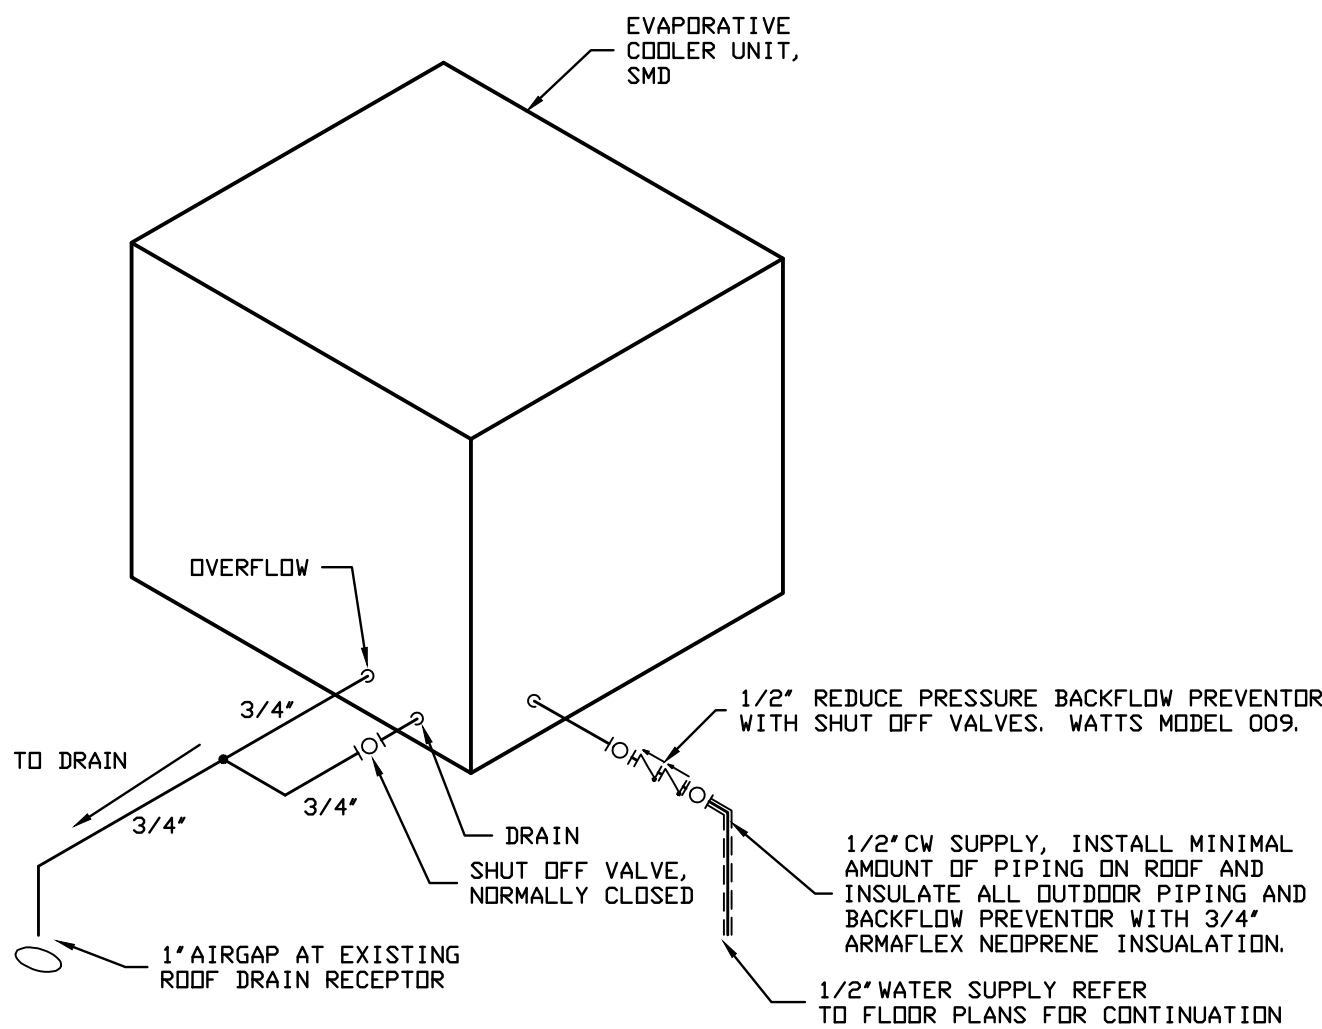 EVAPORATIVE
COOLER UNIT,
SMD
OVERFLOW
3/4"
TO DRAIN
3/4"
3/4"
DRAIN
SHUT OFF VALVE,
NORMALLY CLOSED
1" AIRGAP AT EXISTING
ROOF DRAIN RECEPTOR
1/2" REDUCE PRESSURE BACKFLOW PREVENTOR
WITH SHUT OFF VALVES. WATTS MODEL 009.
1/2" CW SUPPLY, INSTALL MINIMAL
AMOUNT OF PIPING ON ROOF AND
INSULATE ALL OUTDOOR PIPING AND
BACKFLOW PREVENTOR WITH 3/4"
ARMAFLEX NEOPRENE INSUALATION.
1/2" WATER SUPPLY REFER
TO FLOOR PLANS FOR CONTINUATION